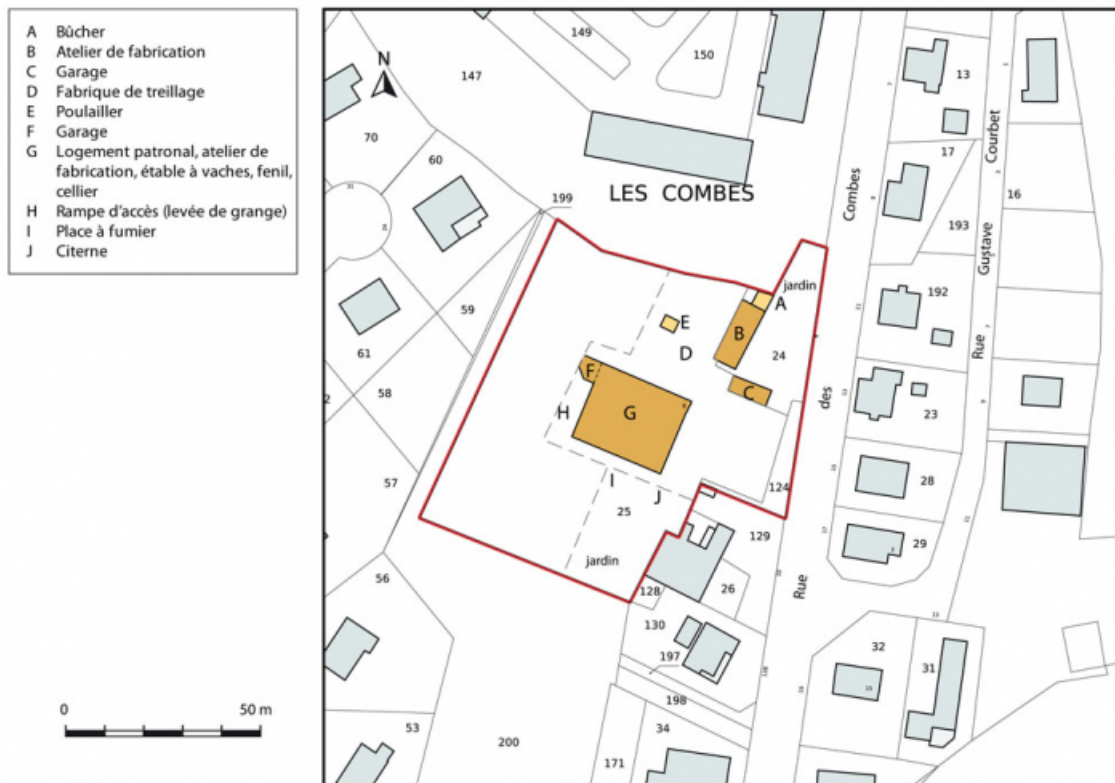 A Bûcher
B Atelier de fabrication
C Garage
D Fabrique de treillage
E Poulailler
F Garage
G Logement patronal, atelier de
fabrication, étable à vaches, fenil,
cellier
H Rampe d'accès (levée de grange)
I Place à fumier
J Citerne
0 50 m
N
149
147
150
13
70
60
17
199
LES COMBES
Combes
Courbet
16
193
Gustave
jardin
A
192
59
E
B
24
D
61
F
C
Rue
58
H
G
des
23
57
I
J
124
28
25
129
29
jardin
56
128
26
Rue
130
32
31
197
198
53
200
34
171